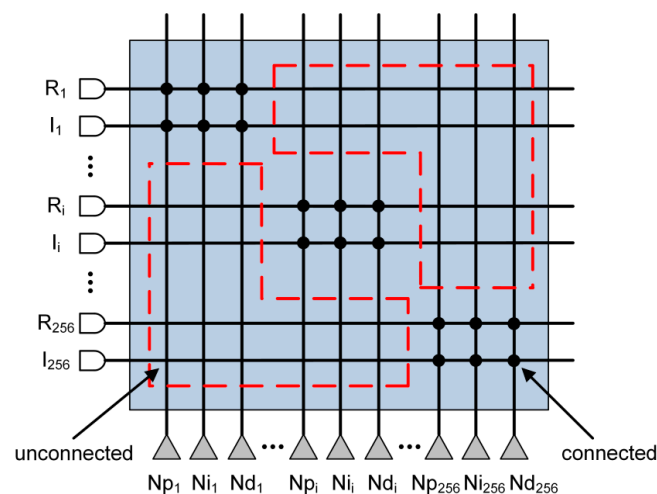 R1
I1
...
Ri
Ii
...
R256
I256
unconnected
connected
... ...
Np1 Ni1 Nd1 Npi Nii Ndi Np256 Ni256 Nd256